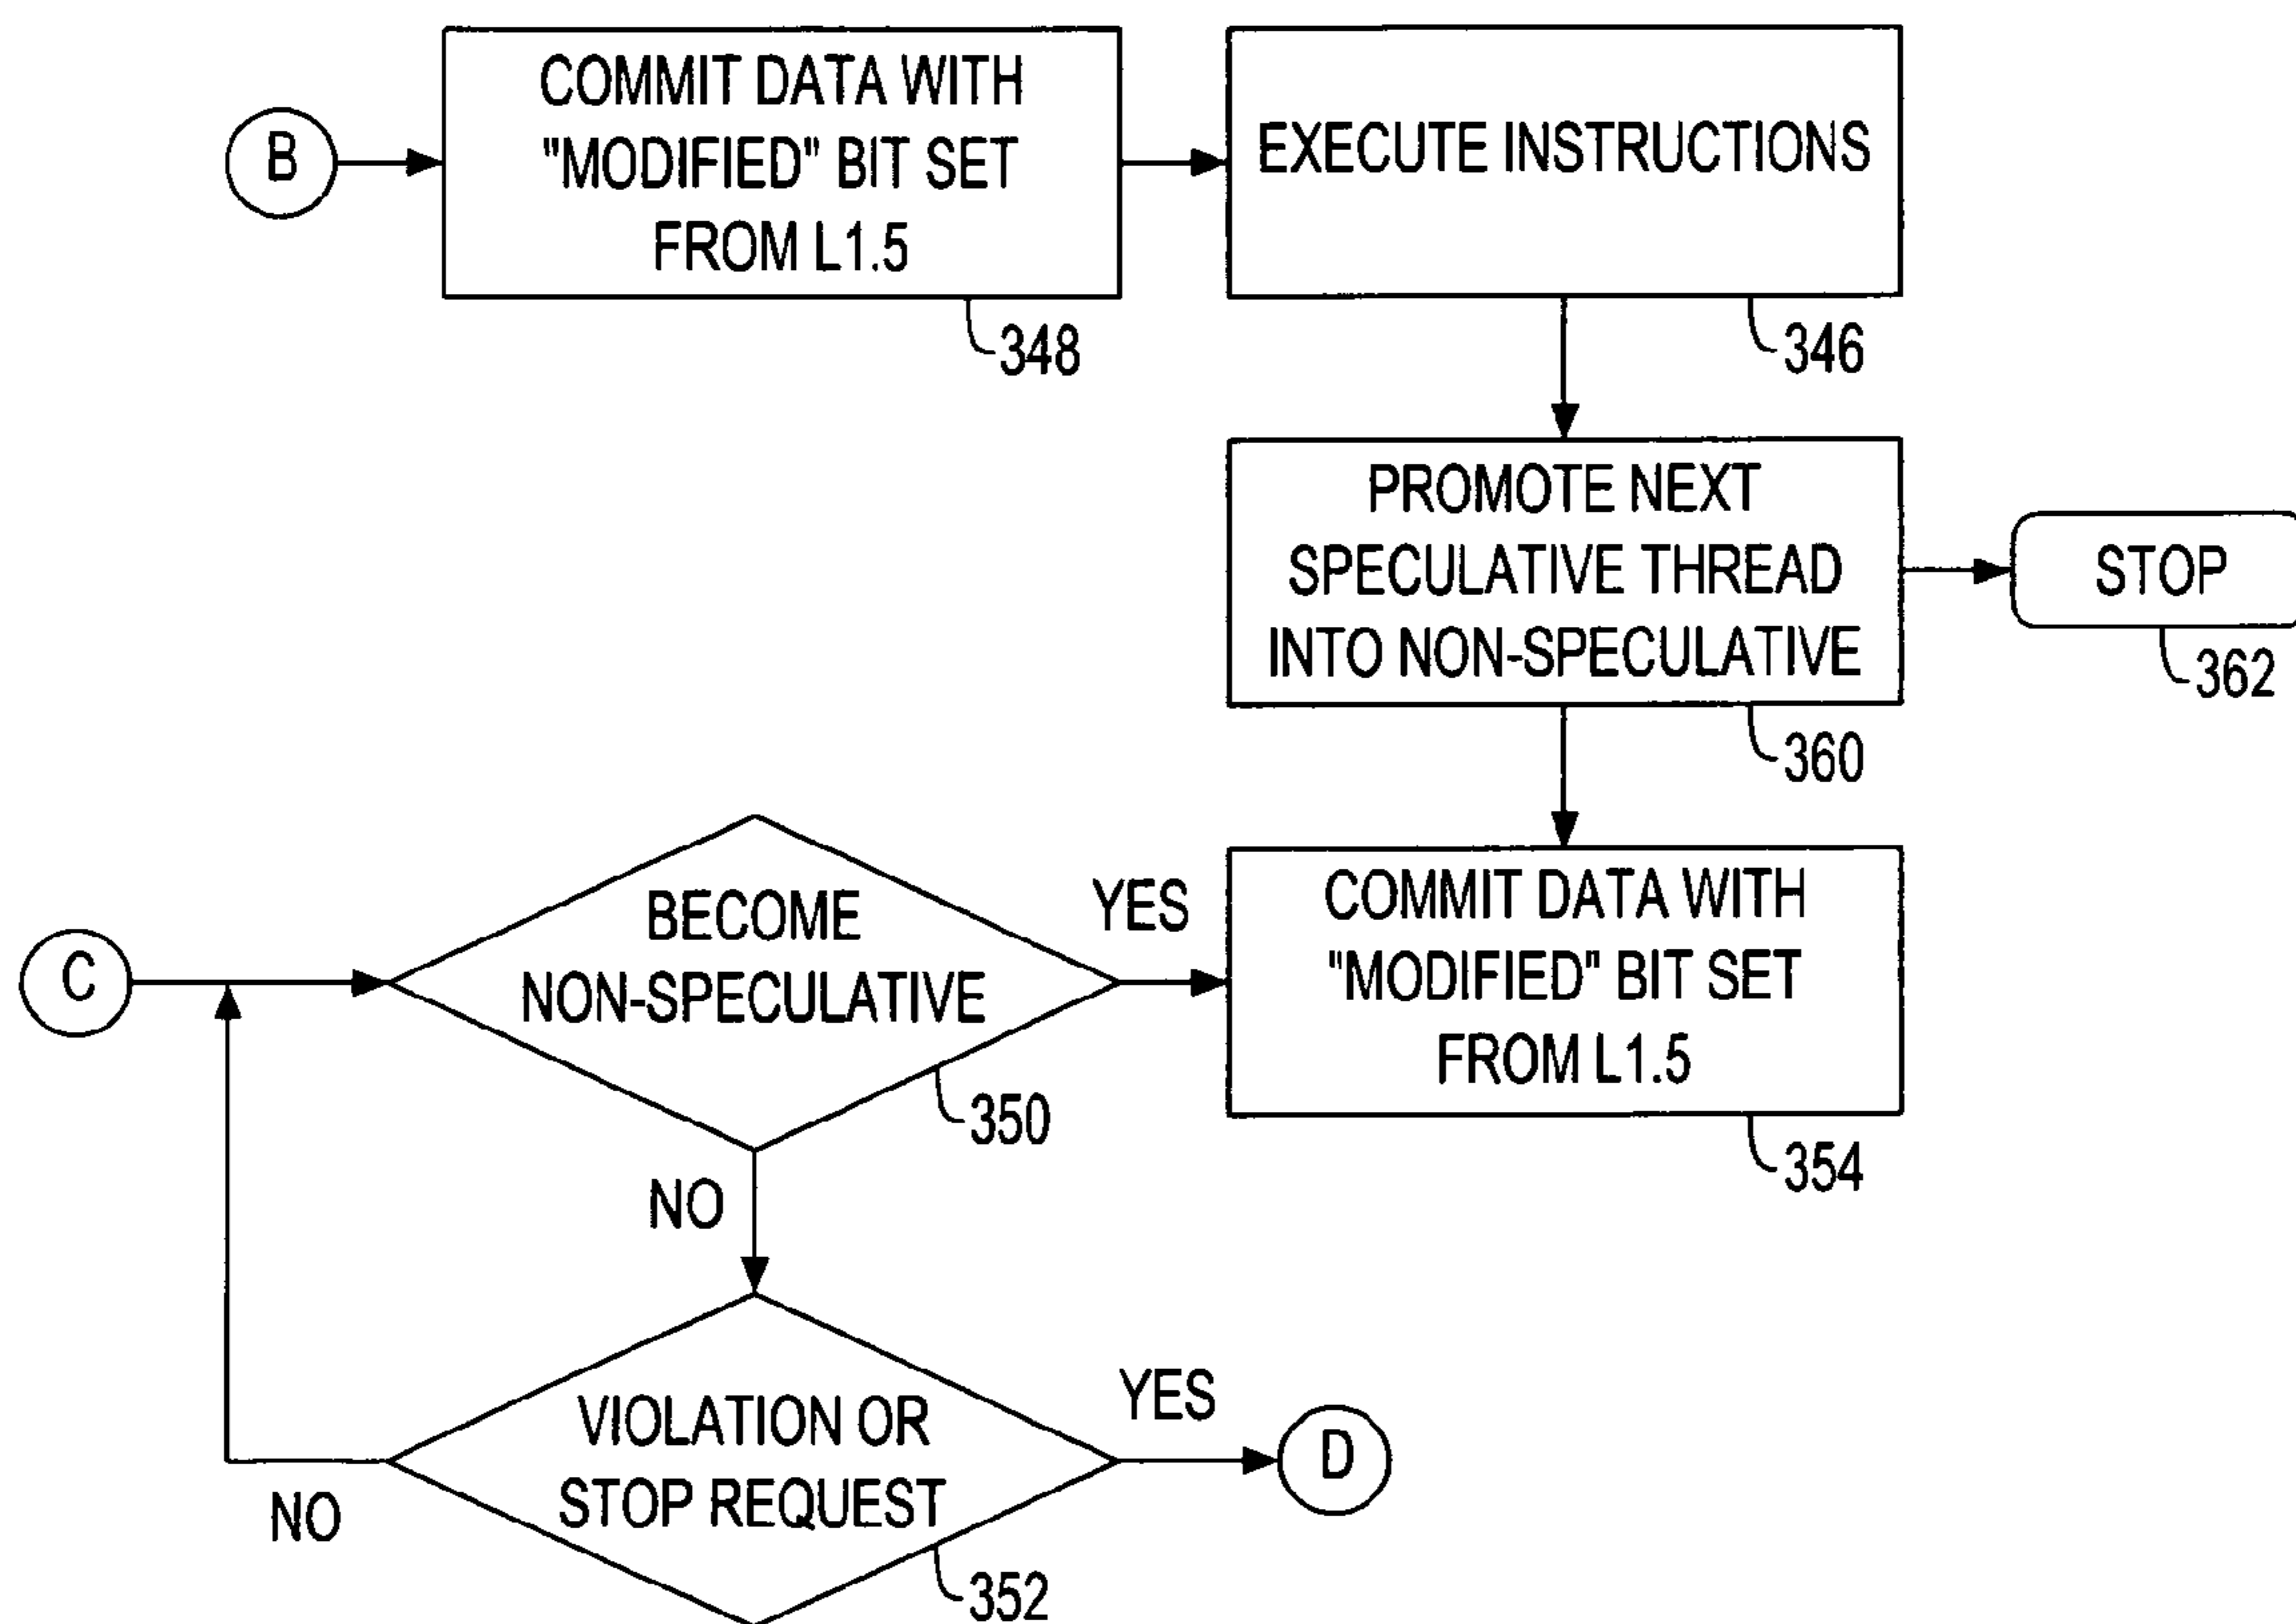 B
COMMIT DATA WITH
"MODIFIED" BIT SET
FROM L1.5
348
EXECUTE INSTRUCTIONS
346
PROMOTE NEXT
SPECULATIVE THREAD
INTO NON-SPECULATIVE
360
STOP
362
C
BECOME
NON-SPECULATIVE
350
YES
NO
COMMIT DATA WITH
"MODIFIED" BIT SET
FROM L1.5
354
VIOLATION OR
STOP REQUEST
352
YES
NO
D